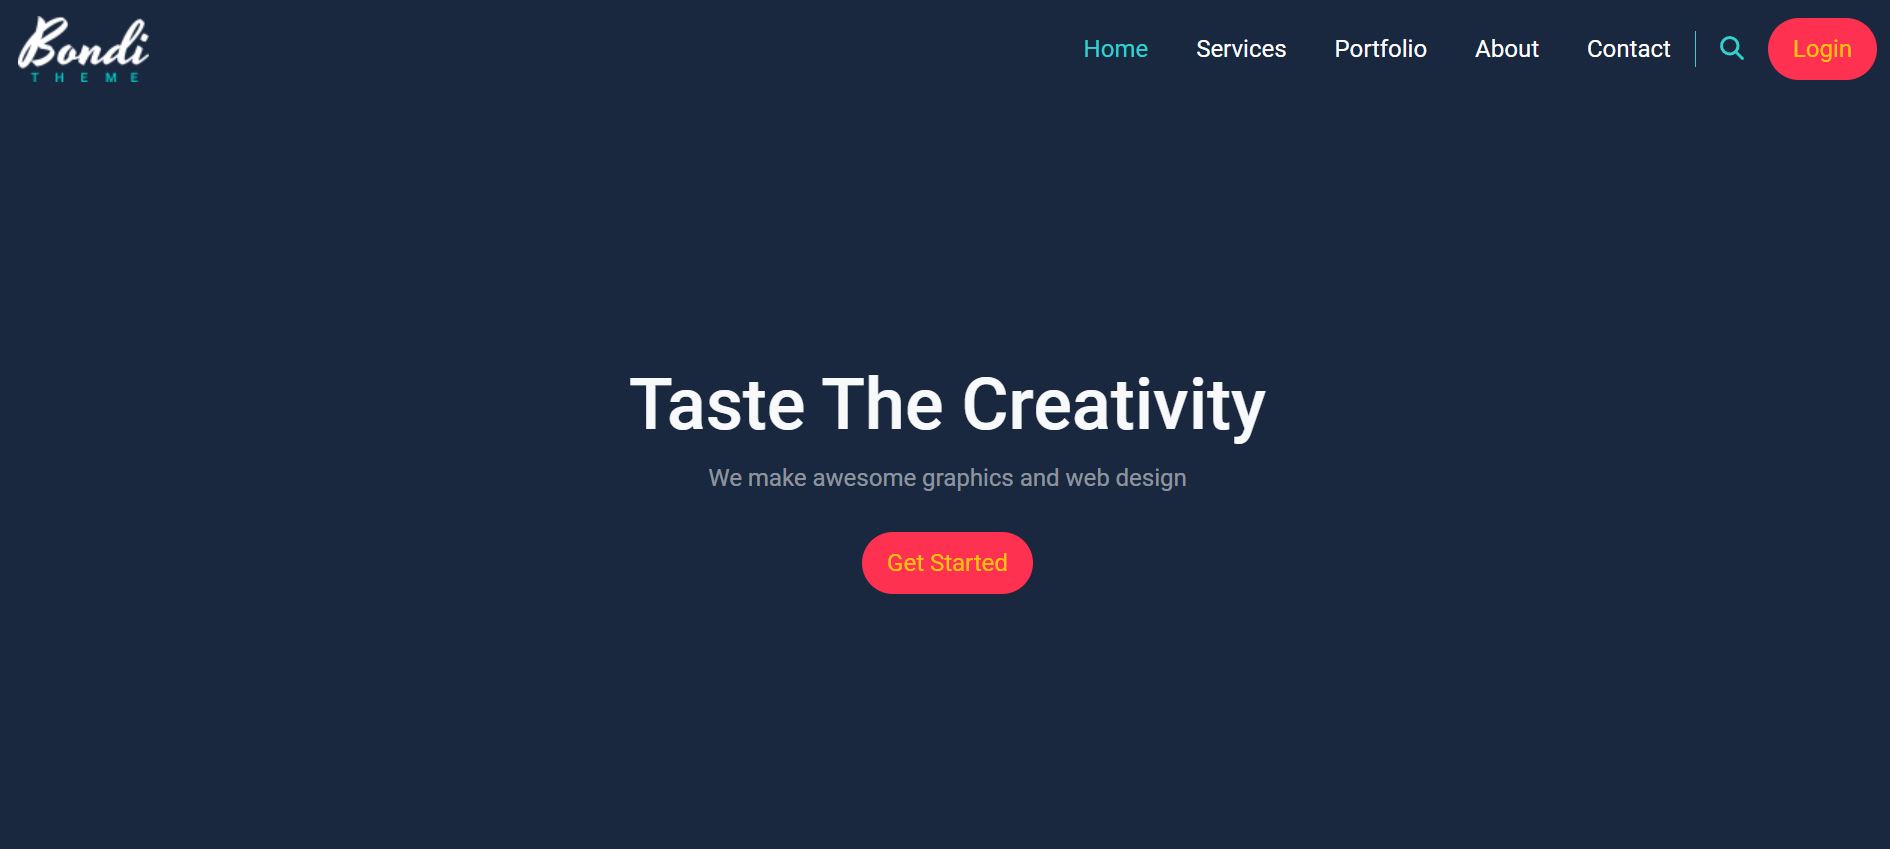 Bondi
THEME
Home Services Portfolio About Contact Login
Taste The Creativity
We make awesome graphics and web design
Get Started